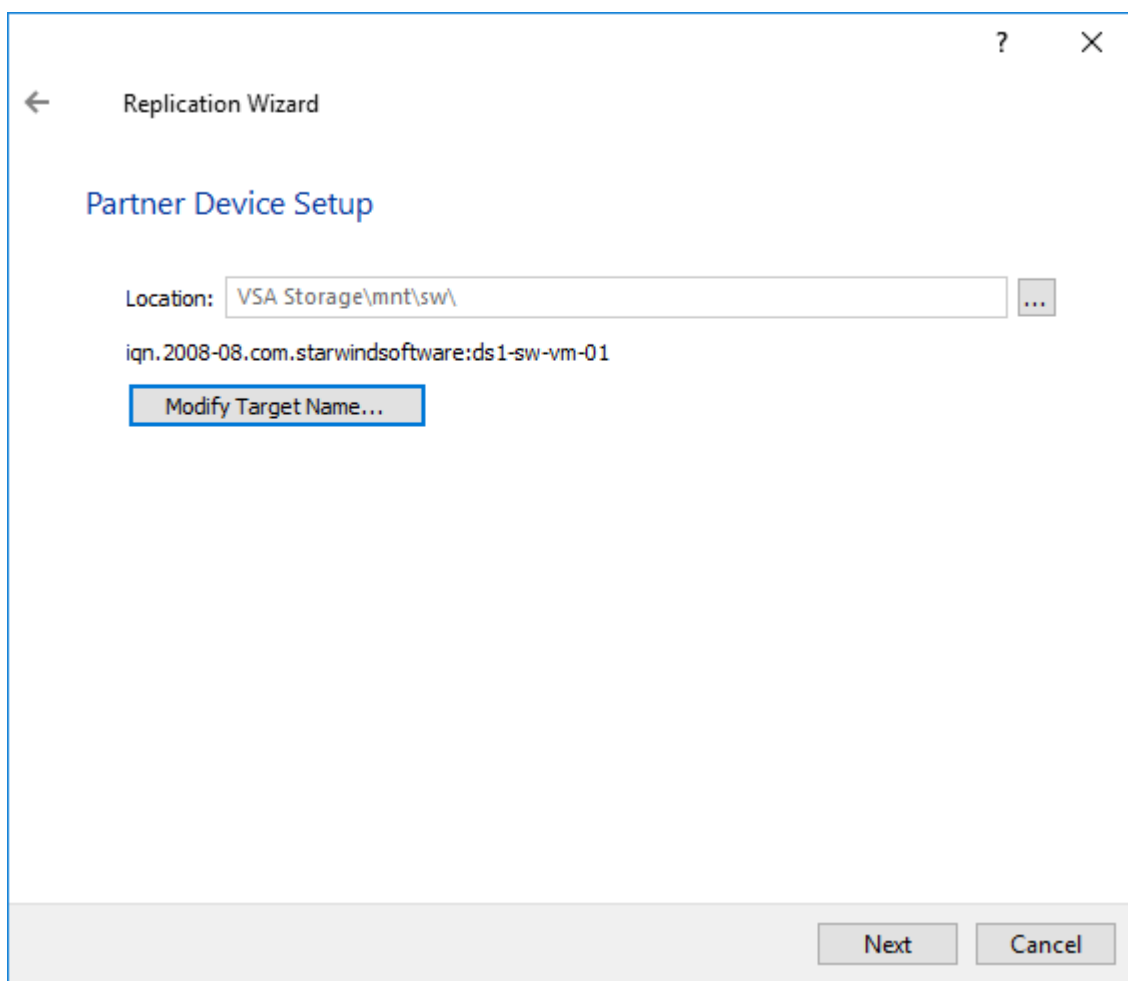 ?
Replication Wizard
Partner Device Setup
Location: VSA Storage\mnt\sw\ ...
iqn.2008-08.com.starwindsoftware:ds1-sw-vm-01
Modify Target Name...
Next Cancel